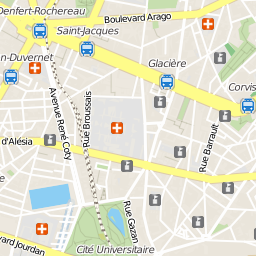 Denfert-Rochereau
Boulevard Arago
Saint-Jacques
Glacière
n-Duvernet
Corvis
Avenue René Coty
Rue Broussais
Rue Barrault
d'Alésia
Rue Gazan
vard Jourdan
Cité Universitaire